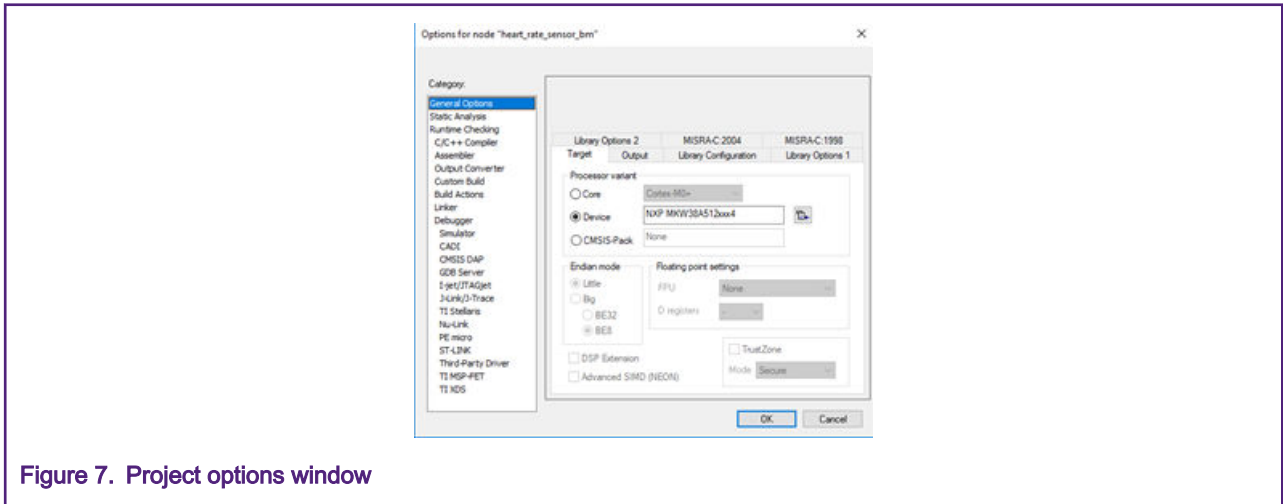 Options for node "heart_rate_sensor_bm"
Category:
General Options
Static Analysis
Runtime Checking
C/C++ Compiler
Assembler
Output Converter
Custom Build
Build Actions
Linker
Debugger
Simulator
CADI
CMSIS DAP
GDB Server
I-jet/JTAGjet
J-Link/J-Trace
TI Stellaris
Nu-Link
PE micro
ST-LINK
Third-Party Driver
TI MSP-FET
TI XDS
Library Options 2 MISRA-C:2004 MISRA-C:1998
Target Output Library Configuration Library Options 1
Processor variant
Core Cortex-M0+
Device NXP MKW38A512xxx4
CMSIS-Pack None
Endian mode
Little
Big
BE32
BE8
Floating point settings
FPU None
D registers -
DSP Extension
Advanced SIMD (NEON)
TrustZone
Mode Secure
OK Cancel
Figure 7. Project options window